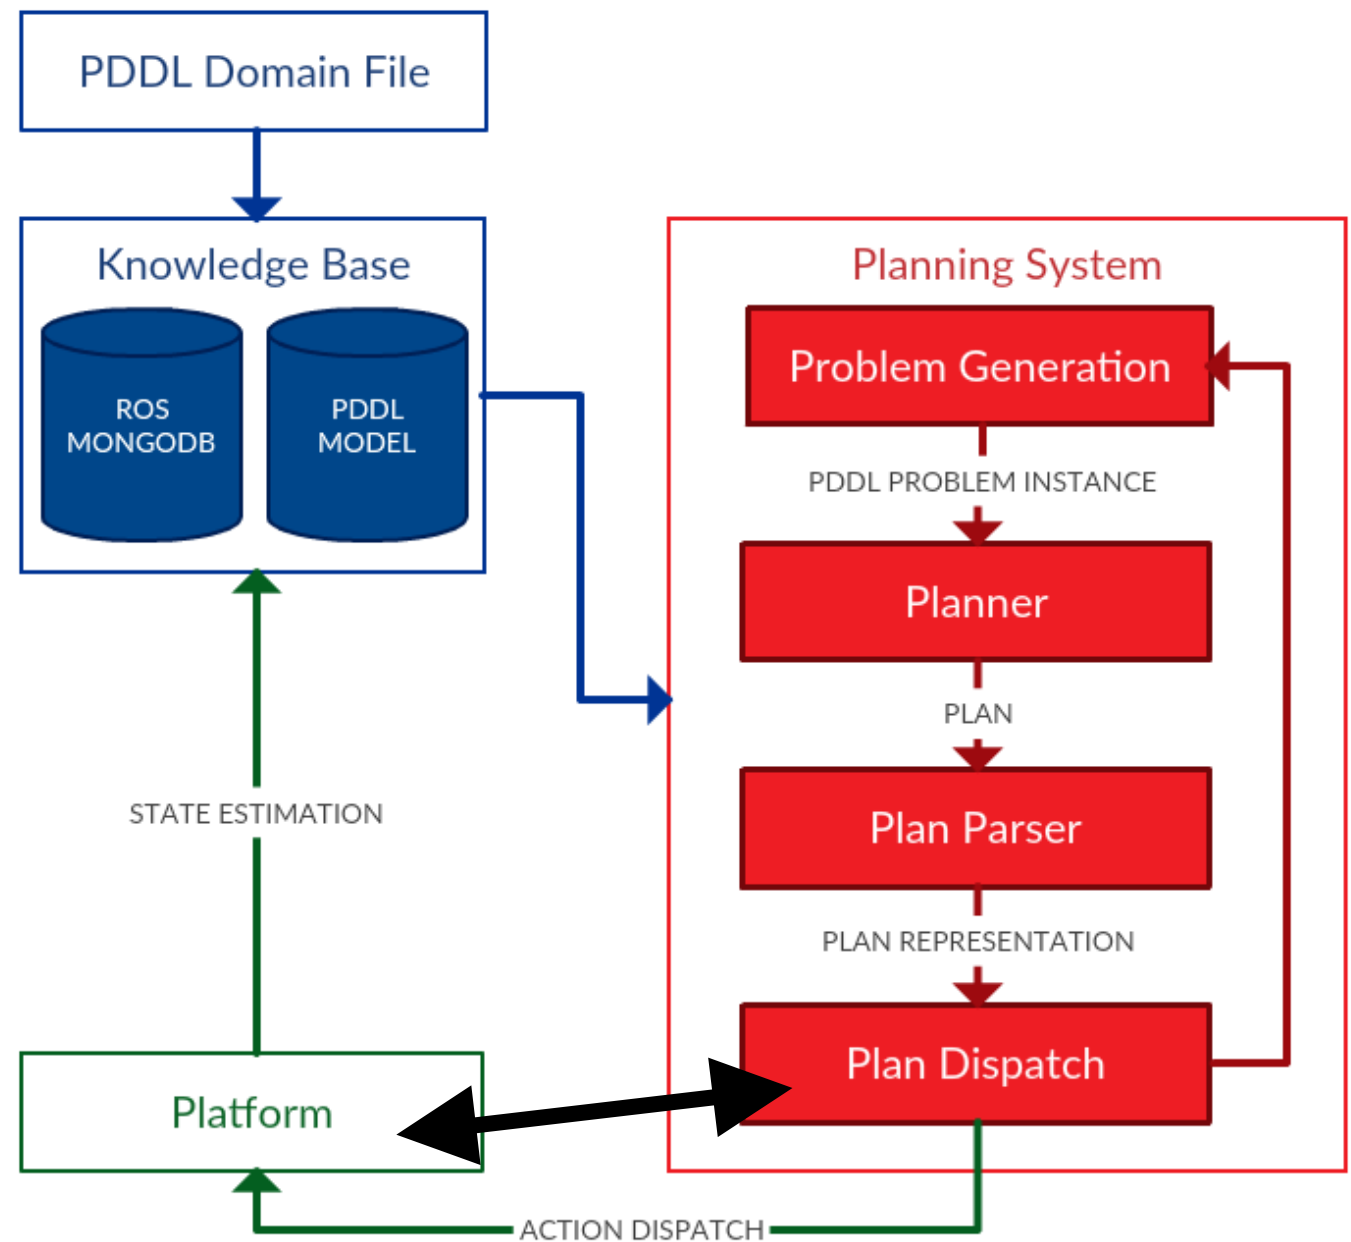 PDDL Domain File
Knowledge Base
ROS
MONGODB
PDDL
MODEL
Planning System
Problem Generation
PDDL PROBLEM INSTANCE
Planner
PLAN
Plan Parser
PLAN REPRESENTATION
Plan Dispatch
STATE ESTIMATION
Platform
ACTION DISPATCH